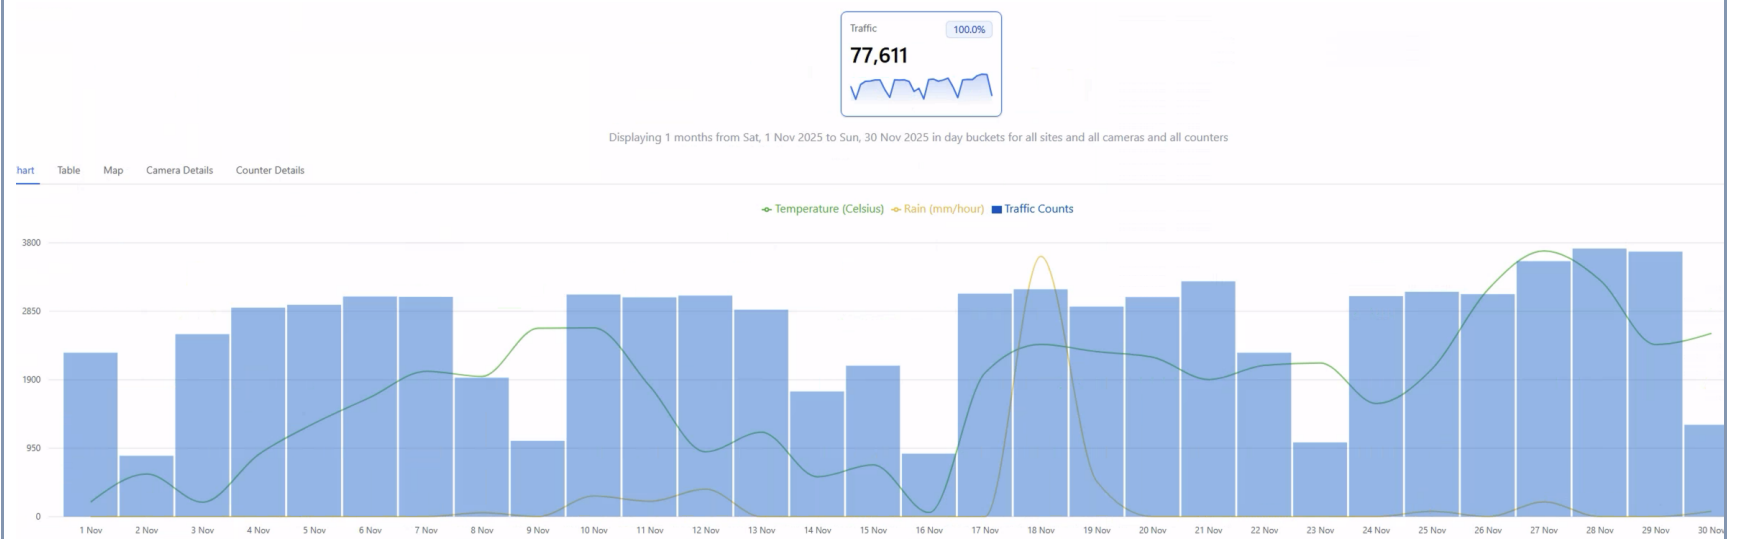 Traffic
100.0%
77,611
Displaying 1 months from Sat, 1 Nov 2025 to Sun, 30 Nov 2025 in day buckets for all sites and all cameras and all counters
hart Table Map Camera Details Counter Details
Temperature (Celsius) Rain (mm/hour) Traffic Counts
3800
2850
1900
950
0
1 Nov 2 Nov 3 Nov 4 Nov 5 Nov 6 Nov 7 Nov 8 Nov 9 Nov 10 Nov 11 Nov 12 Nov 13 Nov 14 Nov 15 Nov 16 Nov 17 Nov 18 Nov 19 Nov 20 Nov 21 Nov 22 Nov 23 Nov 24 Nov 25 Nov 26 Nov 27 Nov 28 Nov 29 Nov 30 Nov